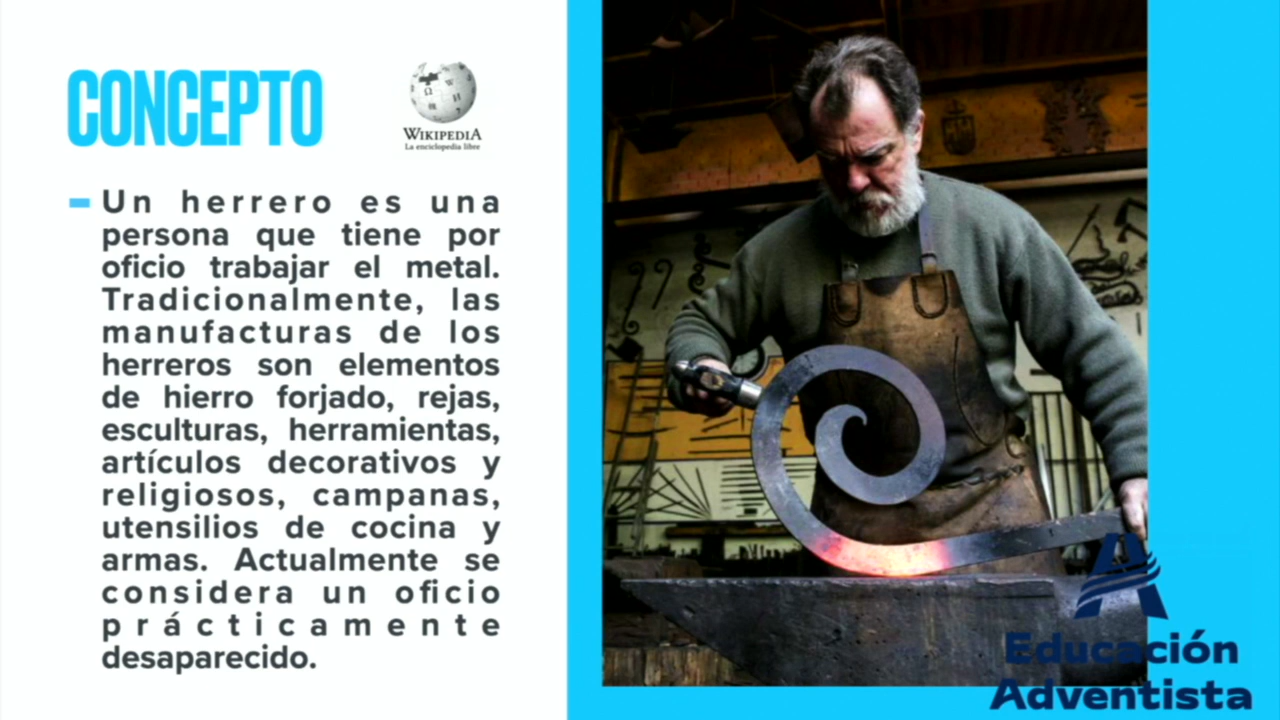 CONCEPTO
WIKIPEDIA
La enciclopedia libre
Un herrero es una
persona que tiene por
oficio trabajar el metal.
Tradicionalmente, las
manufacturas de los
herreros son elementos
de hierro forjado, rejas,
esculturas, herramientas,
artículos decorativos y
religiosos, campanas,
utensilios de cocina y
armas. Actualmente se
considera un oficio
prácticamente
desaparecido.
Educación
Adventista